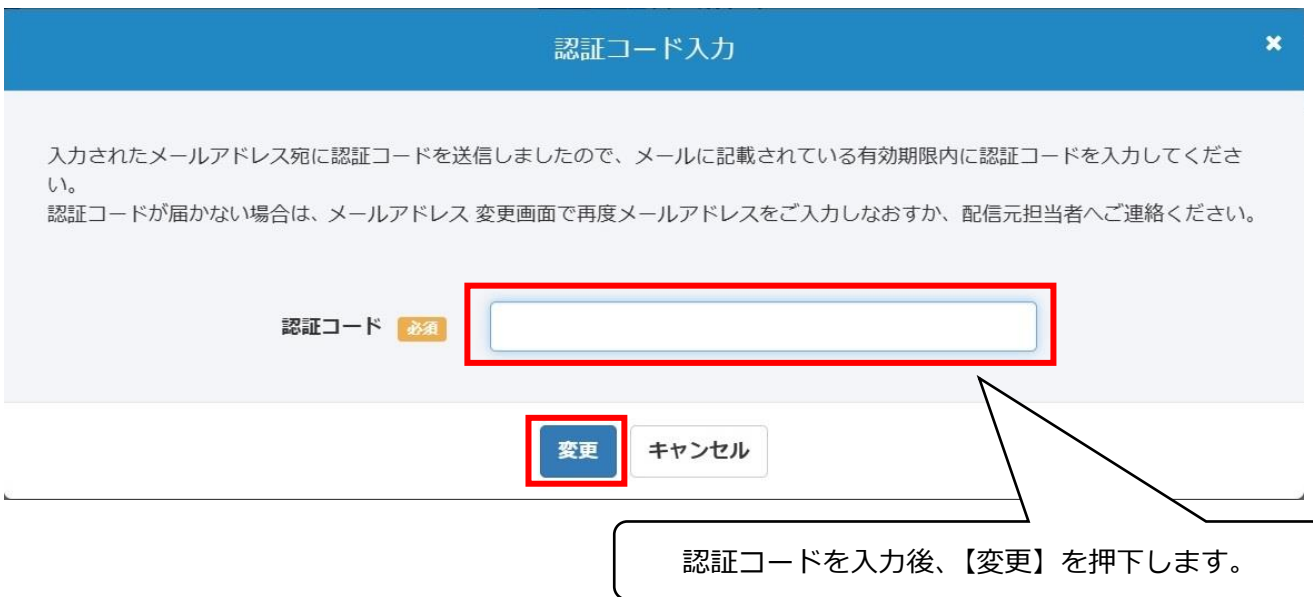 認証コード入力
入力されたメールアドレス宛に認証コードを送信しましたので、メールに記載されている有効期限内に認証コードを入力してくださ
い。
認証コードが届かない場合は、メールアドレス 変更画面で再度メールアドレスをご入力しなおすか、配信元担当者へご連絡ください。
認証コード 必須
変更 キャンセル
認証コードを入力後、【変更】を押下します。